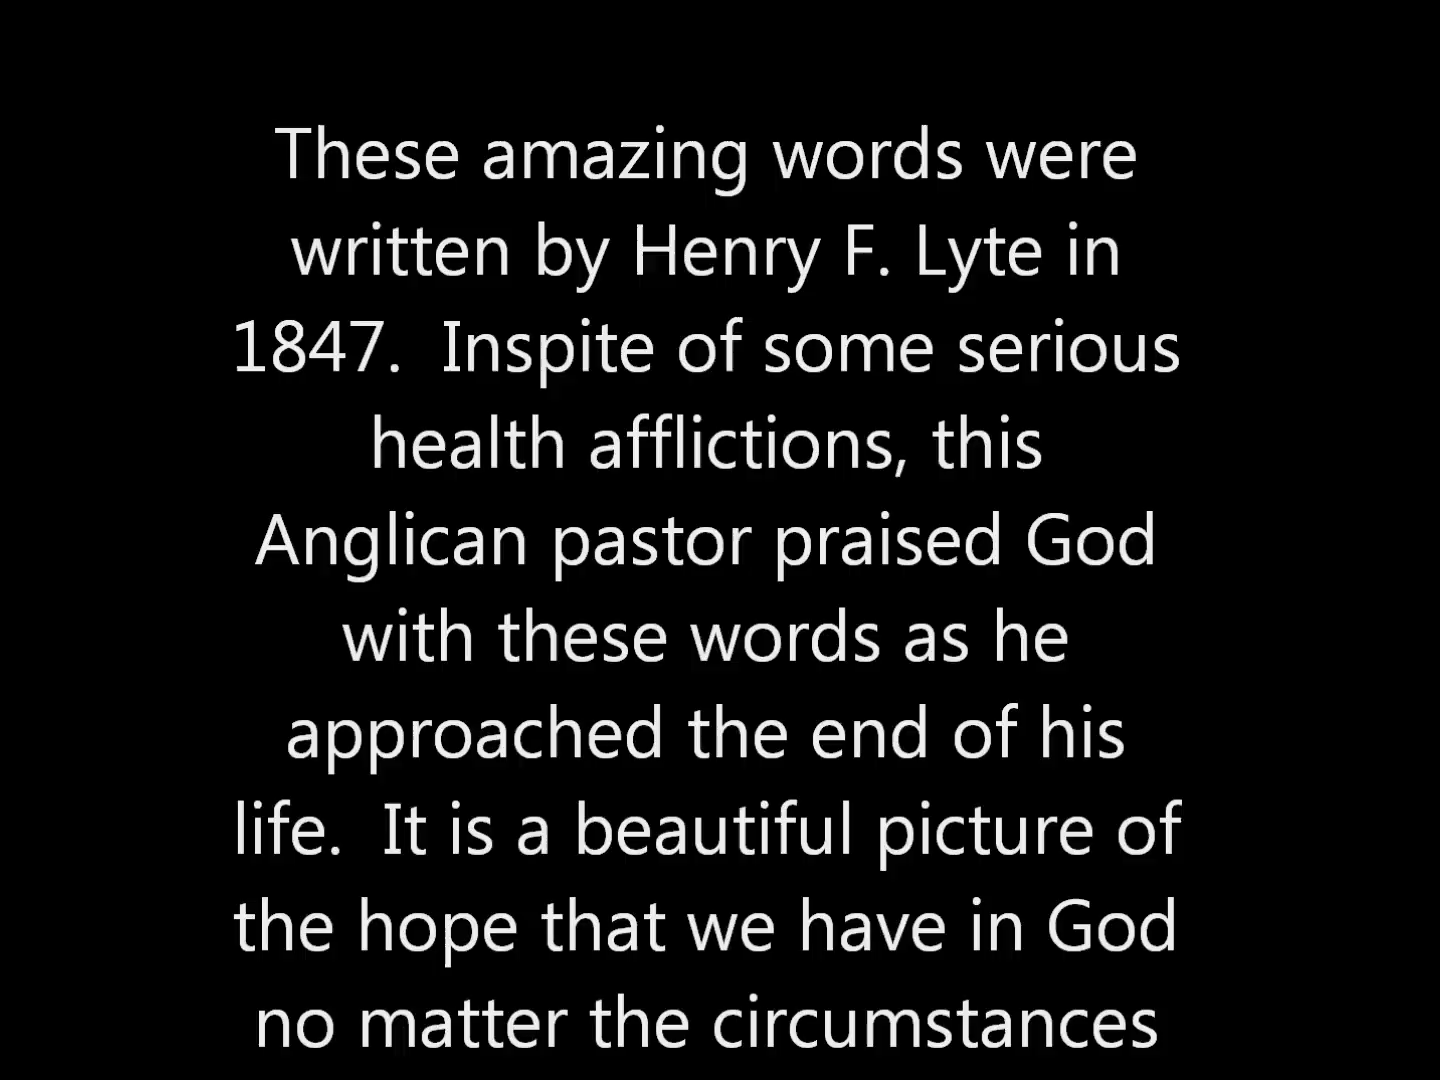 These amazing words were
written by Henry F. Lyte in
1847.  Inspite of some serious
health afflictions, this
Anglican pastor praised God
with these words as he
approached the end of his
life.  It is a beautiful picture of
the hope that we have in God
no matter the circumstances